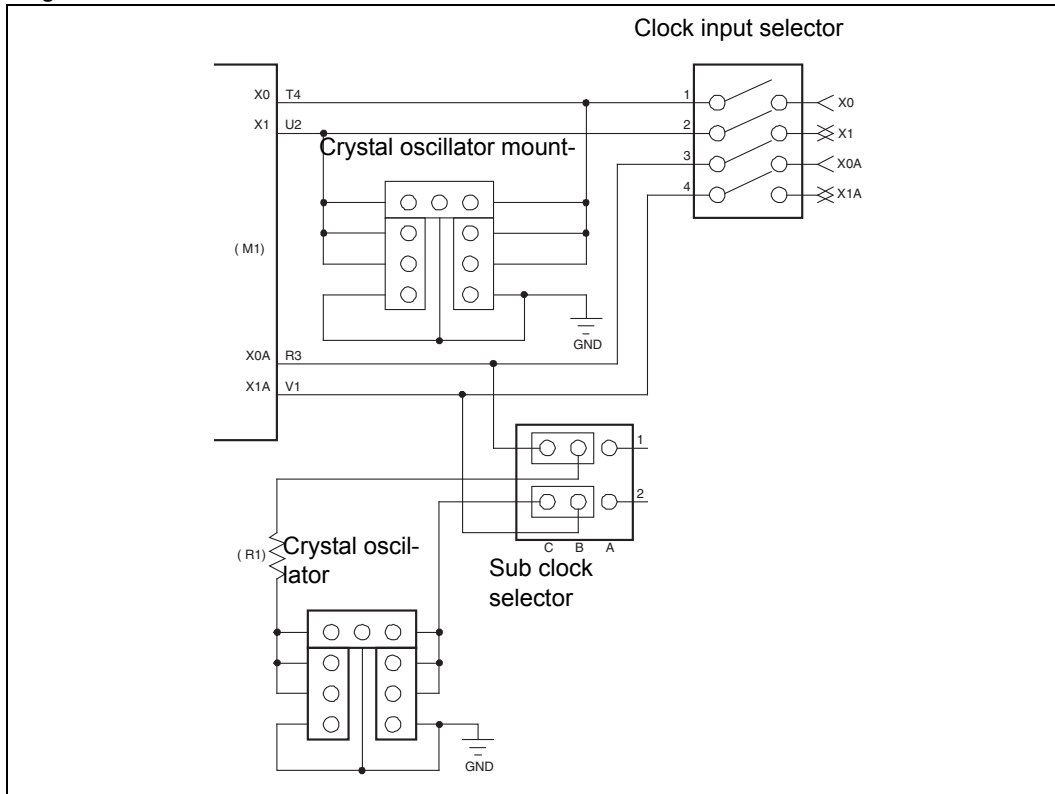 Clock input selector
X0 T4
1
X0
X1 U2
2
X1
Crystal oscillator mount-
3
X0A
4
X1A
( M1)
GND
X0A R3
X1A V1
1
2
C B A
( R1)
Crystal oscil-
lator
Sub clock
selector
GND